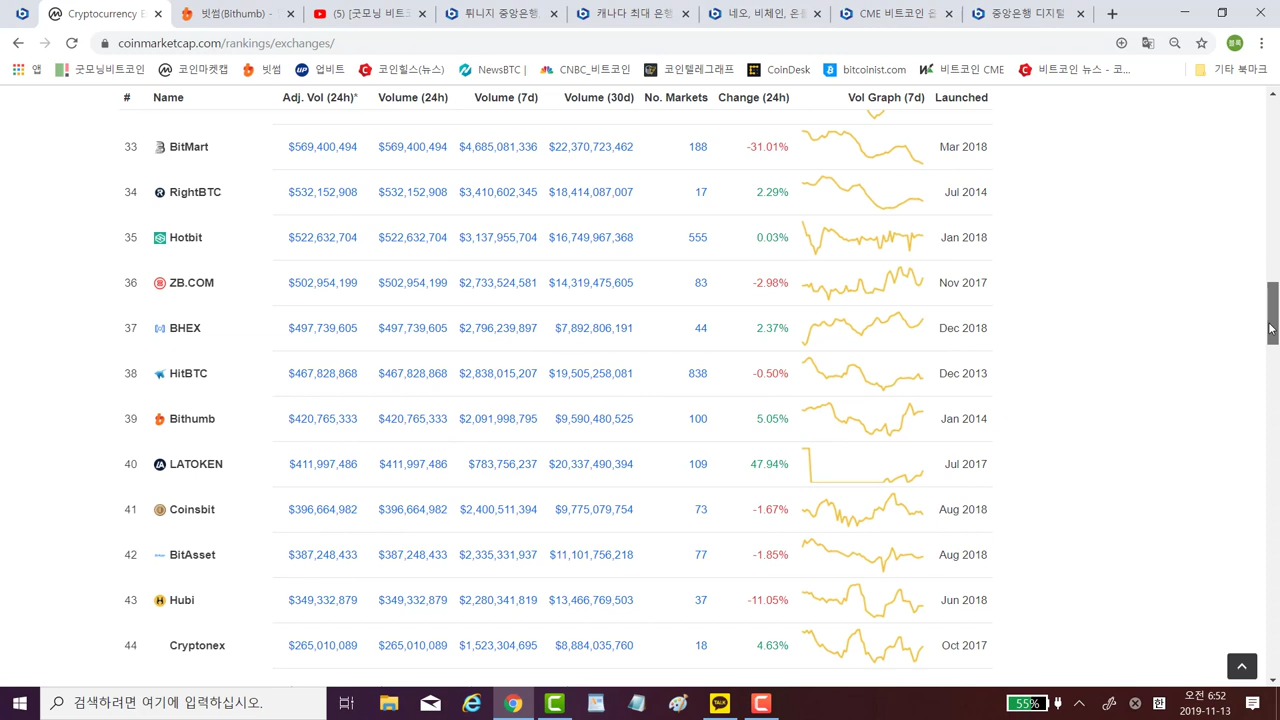 Cryptocurrency E
빗썸(Bithumb) -
(5) [굿모닝 비트코
튀니지 중앙은행,
캐나다 최대 은행
네오, 비체인, 온톨
CME 비트코인 옵
중앙은행 디지털
coinmarketcap.com/rankings/exchanges/
앱
굿모닝비트코인
코인마켓캡
빗썸
업비트
코인힐스(뉴스)
NewsBTC |
CNBC_비트코인
코인텔레그래프
CoinDesk
bitcoinist.com
비트코인 CME
비트코인 뉴스 - 코...
기타 북마크
# Name Adj. Vol (24h)* Volume (24h) Volume (7d) Volume (30d) No. Markets Change (24h) Vol Graph (7d) Launched
33 BitMart $569,400,494 $569,400,494 $4,685,081,336 $22,370,723,462 188 -31.01% Mar 2018
34 RightBTC $532,152,908 $532,152,908 $3,410,602,345 $18,414,087,007 17 2.29% Jul 2014
35 Hotbit $522,632,704 $522,632,704 $3,137,955,704 $16,749,967,368 555 0.03% Jan 2018
36 ZB.COM $502,954,199 $502,954,199 $2,733,524,581 $14,319,475,605 83 -2.98% Nov 2017
37 BHEX $497,739,605 $497,739,605 $2,796,239,897 $7,892,806,191 44 2.37% Dec 2018
38 HitBTC $467,828,868 $467,828,868 $2,838,015,207 $19,505,258,081 838 -0.50% Dec 2013
39 Bithumb $420,765,333 $420,765,333 $2,091,998,795 $9,590,480,525 100 5.05% Jan 2014
40 LATOKEN $411,997,486 $411,997,486 $783,756,237 $20,337,490,394 109 47.94% Jul 2017
41 Coinsbit $396,664,982 $396,664,982 $2,400,511,394 $9,775,079,754 73 -1.67% Aug 2018
42 BitAsset $387,248,433 $387,248,433 $2,335,331,937 $11,101,756,218 77 -1.85% Aug 2018
43 Hubi $349,332,879 $349,332,879 $2,280,341,819 $13,466,769,503 37 -11.05% Jun 2018
44 Cryptonex $265,010,089 $265,010,089 $1,523,304,695 $8,884,035,760 18 4.63% Oct 2017
검색하려면 여기에 입력하십시오.
55%
한
오전 6:52
2019-11-13